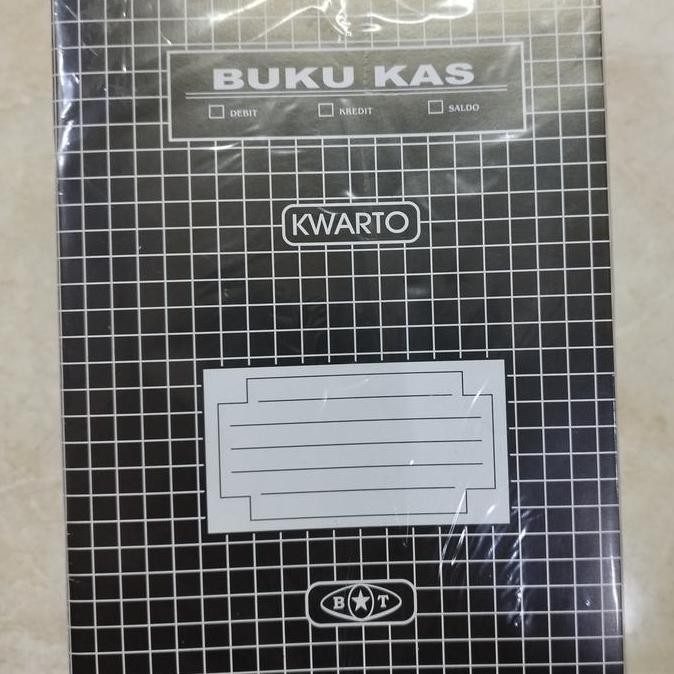 BUKU KAS
DEBIT KREDIT SALDO
KWARTO
B T